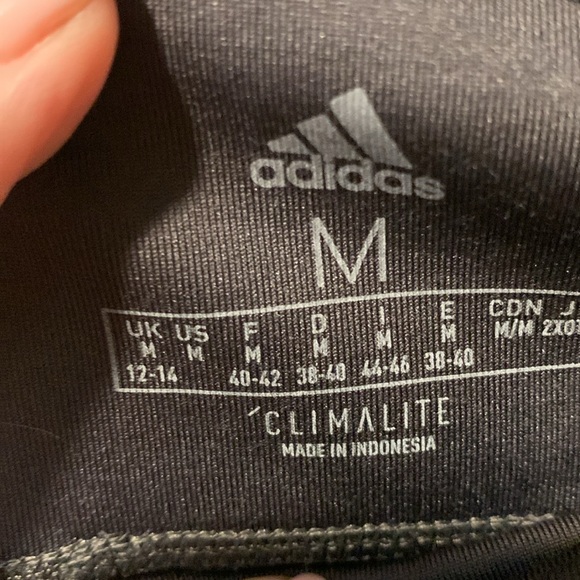 adidas
M
UK US F D I E CDN J
M M M M M M M/M 2XO
12-14 40-42 38-40 44-46 38-40
CLIMALITE
MADE IN INDONESIA